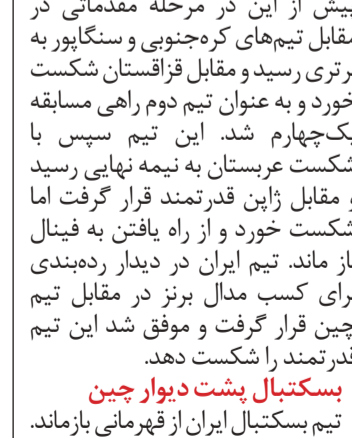 پیش از این در مرحله مقدماتی در
مقابل تیم‌های کره‌جنوبی و سنگاپور به
برتری رسید و مقابل قزاقستان شکست
خورد و به عنوان تیم دوم راهی مسابقه
یک‌چهارم شد. این تیم سپس با
شکست عربستان به نیمه نهایی رسید
و مقابل ژاپن قدرتمند قرار گرفت اما
شکست خورد و از راه یافتن به فینال
باز ماند. تیم ایران در دیدار رده‌بندی
برای کسب مدال برنز در مقابل تیم
چین قرار گرفت و موفق شد این تیم
قدرتمند را شکست دهد.
بسکتبال پشت دیوار چین
تیم بسکتبال ایران از قهرمانی بازماند.